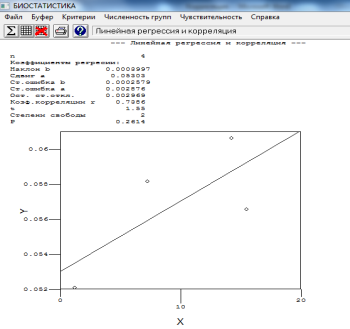 БИОСТАТИСТИКА
Файл Буфер Критерии Численность групп Чувствительность Справка
Линейная регрессия и корреляция
--- Линейная регрессия и корреляция ---
n 4
Коэффициенты регрессии:
Наклон b 0.0003997
Сдвиг a 0.05303
Ст.ошибка b 0.0002579
Ст.ошибка a 0.002876
Ост. ст.откл. 0.002969
Коэф.корреляции r 0.7386
t 1.55
Степени свободы 2
P 0.2614
0.06
0.058
Y
0.056
0.054
0.052
0
10
20
X